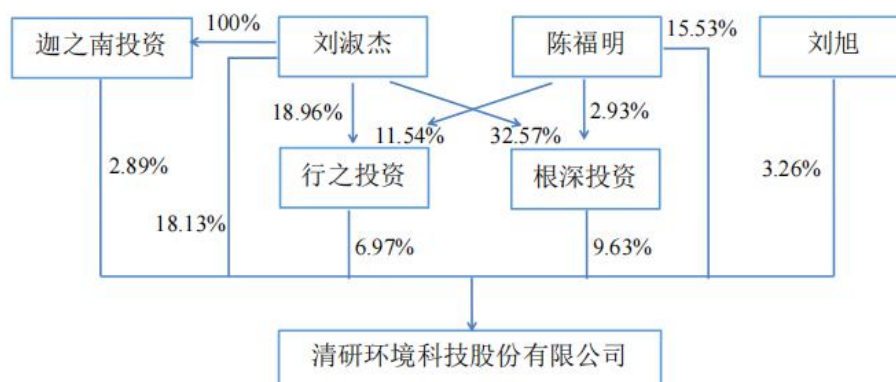 迦之南投资
100%
刘淑杰
陈福明
15.53%
刘旭
18.96%
11.54%
32.57%
2.93%
2.89%
行之投资
根深投资
3.26%
18.13%
6.97%
9.63%
清研环境科技股份有限公司